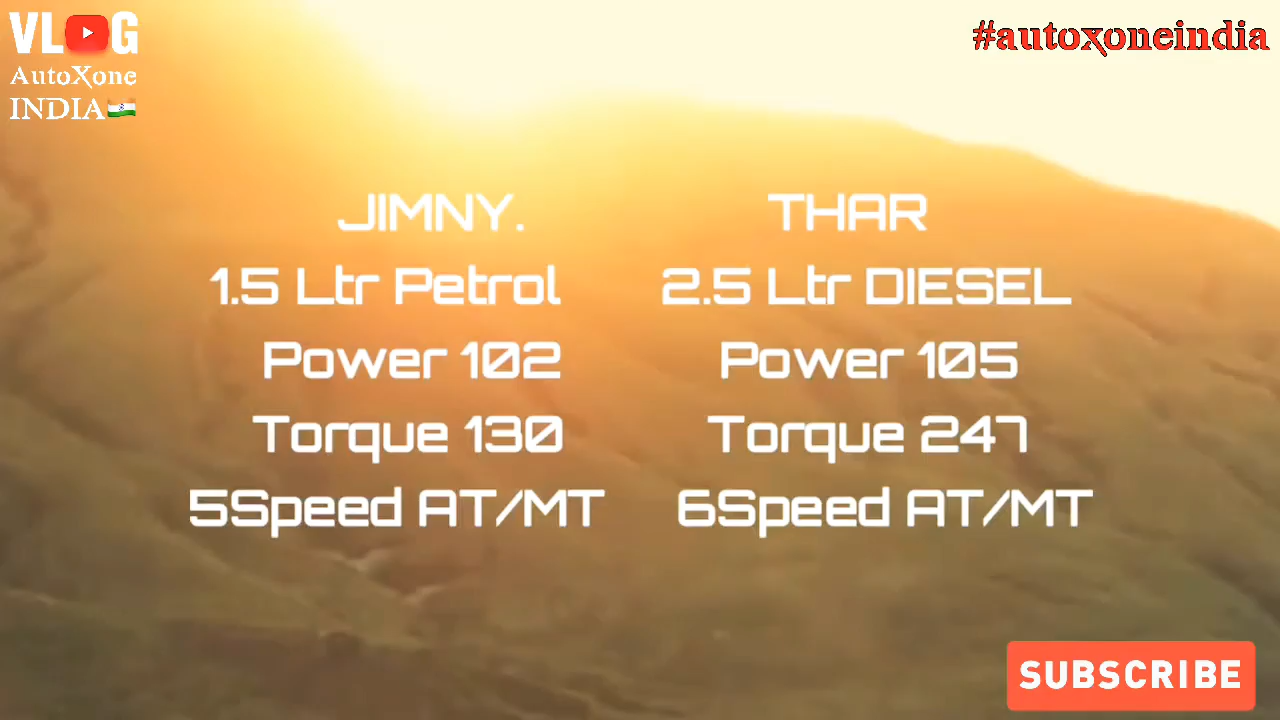 VLOG
AutoXone
INDIA
#autoxoneindia
JIMNY. THAR
1.5 Ltr Petrol 2.5 Ltr DIESEL
Power 102 Power 105
Torque 130 Torque 247
5Speed AT/MT 6Speed AT/MT
SUBSCRIBE